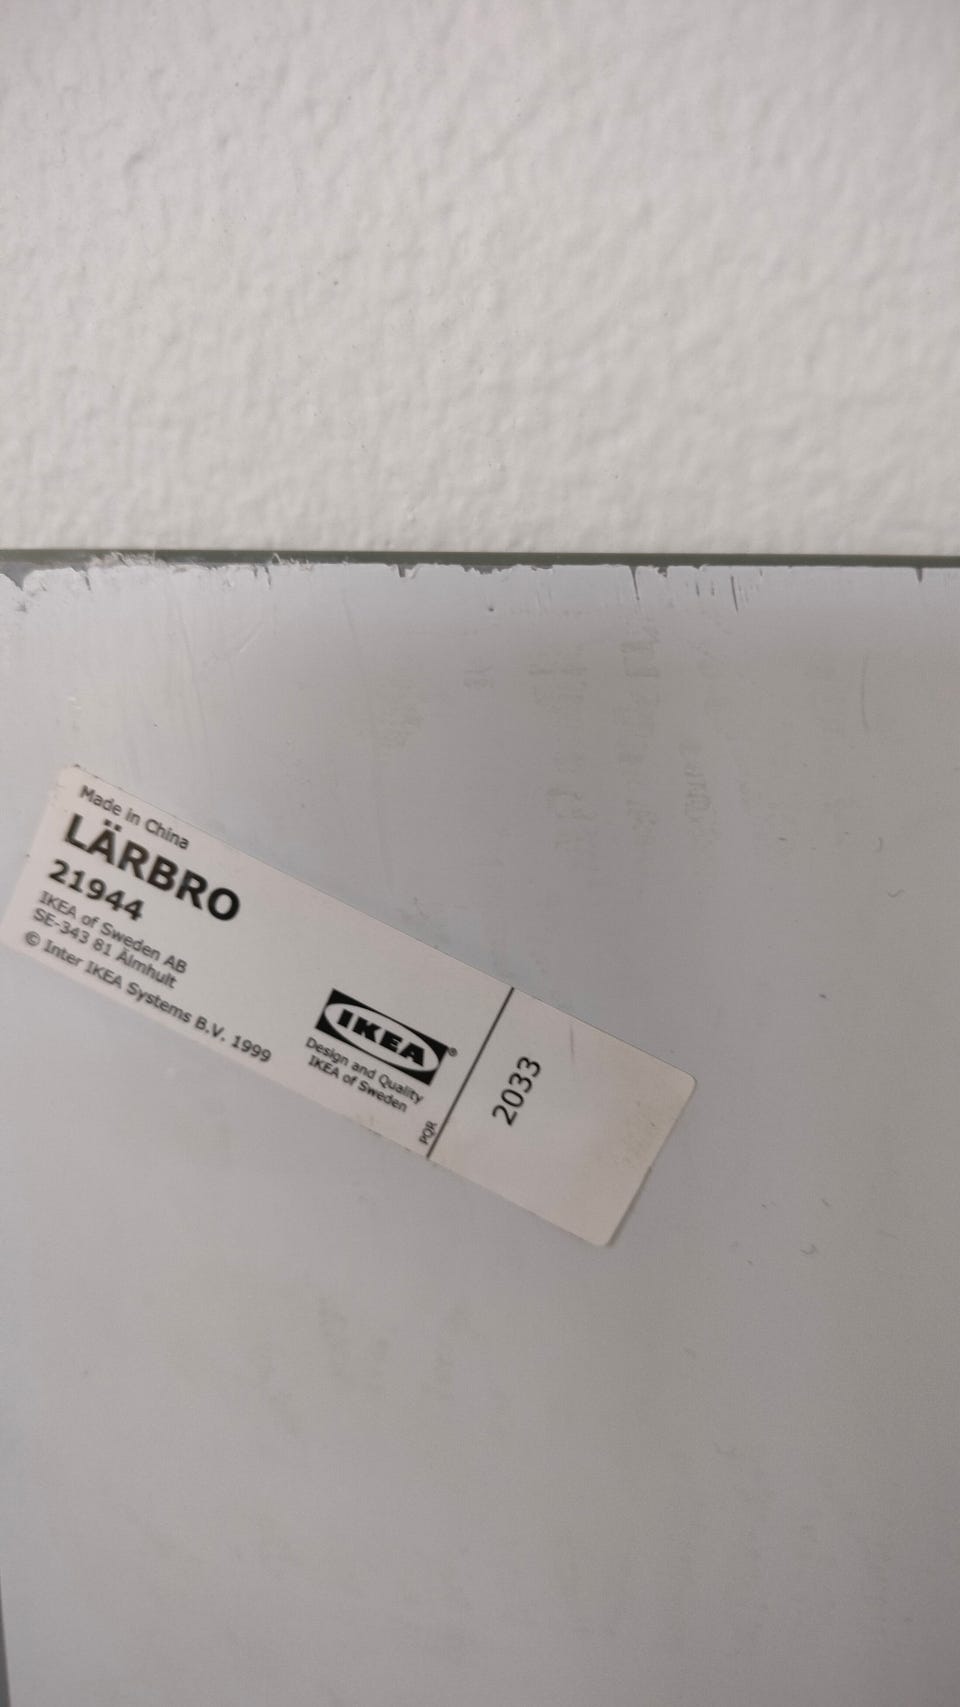 Made in China
LÄRBRO
21944
IKEA of Sweden AB
SE-343 81 Älmhult
© Inter IKEA Systems B.V. 1999
IKEA®
Design and Quality
IKEA of Sweden
PQR
2033